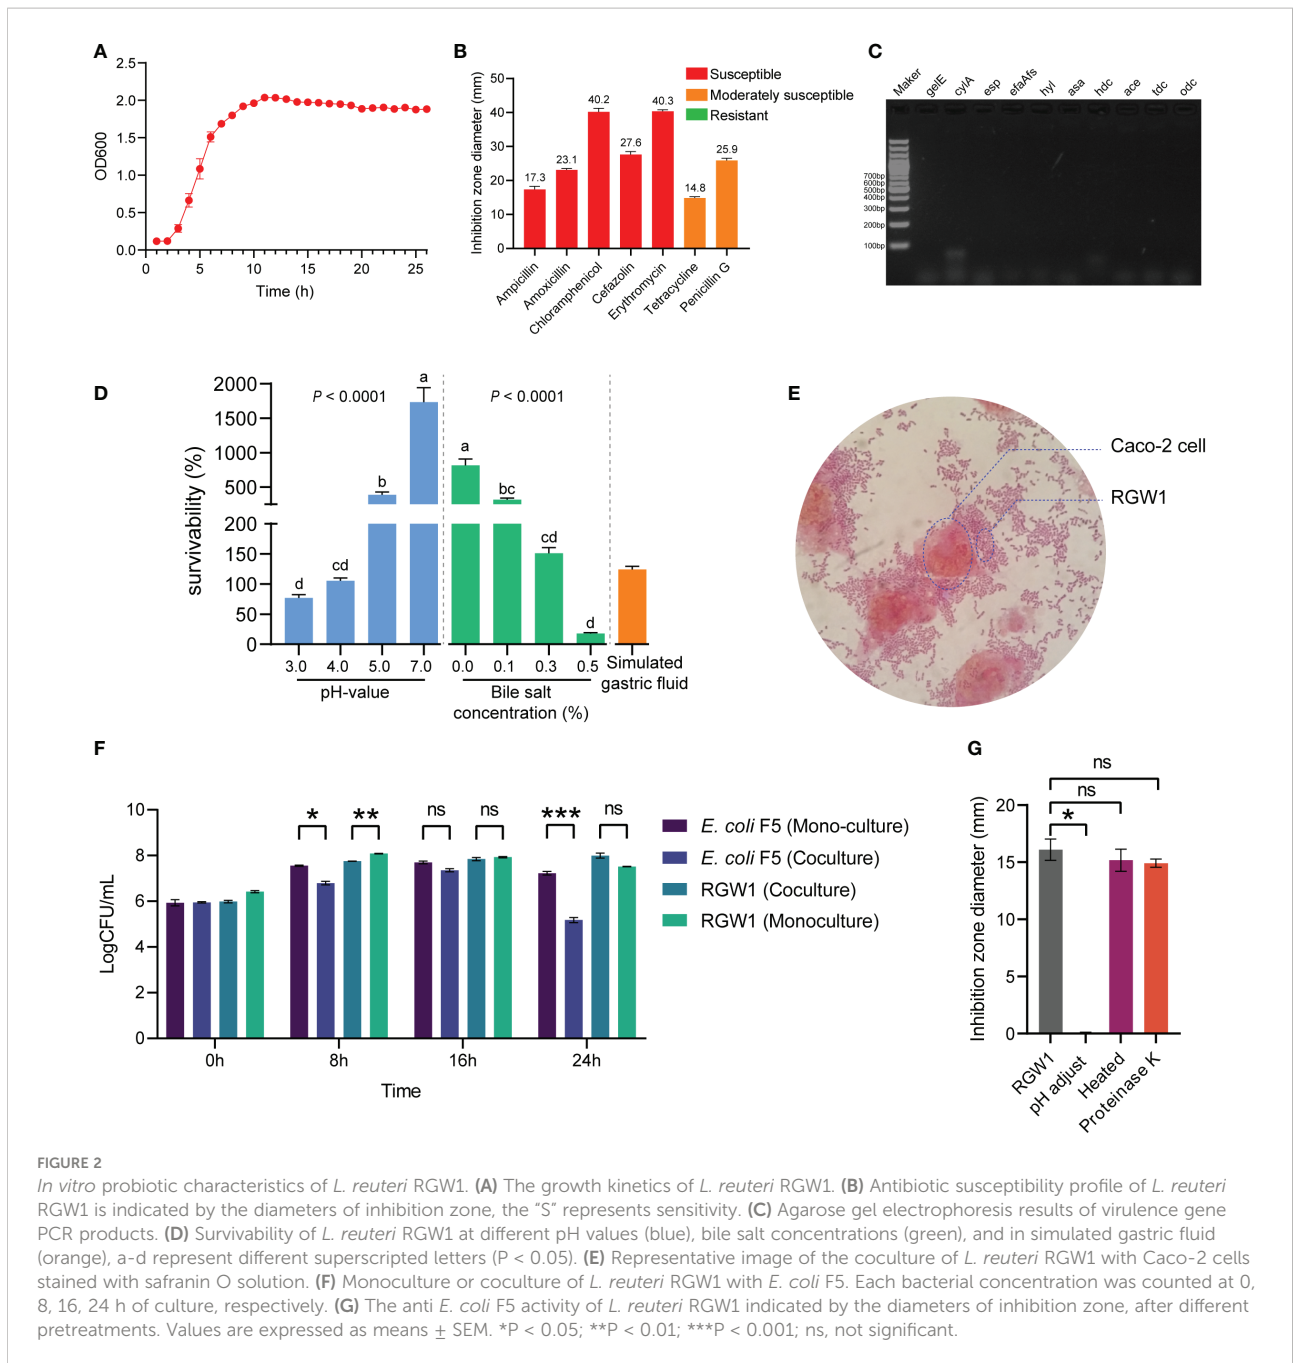 A
2.5
2.0
1.5
1.0
0.5
0.0
OD600
0 5 10 15 20 25
Time (h)
B
50
40
30
20
10
0
Inhibition zone diameter (mm)
17.3
23.1
40.2
27.6
40.3
14.8
25.9
Susceptible
Moderately susceptible
Resistant
Ampicillin
Amoxicillin
Chloramphenicol
Cefazolin
Erythromycin
Tetracycline
Penicillin G
C
Maker
gelE
cylA
esp
efaAfs
hyl
asa
hdc
ace
tdc
odc
700bp
600bp
500bp
400bp
300bp
200bp
100bp
D
2000
1500
1000
500
200
150
100
50
0
survivability (%)
P < 0.0001
P < 0.0001
d
cd
b
a
a
bc
cd
d
3.0 4.0 5.0 7.0
pH-value
0.0 0.1 0.3 0.5
Bile salt
concentration (%)
Simulated
gastric fluid
E
Caco-2 cell
RGW1
F
10
8
6
4
2
0
LogCFU/mL
* ** ns ns *** ns
0h 8h 16h 24h
Time
E. coli F5 (Mono-culture)
E. coli F5 (Coculture)
RGW1 (Coculture)
RGW1 (Monoculture)
G
ns
ns
*
20
15
10
5
0
Inhibition zone diameter (mm)
RGW1
pH adjust
Heated
Proteinase K
FIGURE 2
In vitro probiotic characteristics of L. reuteri RGW1. (A) The growth kinetics of L. reuteri RGW1. (B) Antibiotic susceptibility profile of L. reuteri
RGW1 is indicated by the diameters of inhibition zone, the "S" represents sensitivity. (C) Agarose gel electrophoresis results of virulence gene
PCR products. (D) Survivability of L. reuteri RGW1 at different pH values (blue), bile salt concentrations (green), and in simulated gastric fluid
(orange), a-d represent different superscripted letters (P < 0.05). (E) Representative image of the coculture of L. reuteri RGW1 with Caco-2 cells
stained with safranin O solution. (F) Monoculture or coculture of L. reuteri RGW1 with E. coli F5. Each bacterial concentration was counted at 0,
8, 16, 24 h of culture, respectively. (G) The anti E. coli F5 activity of L. reuteri RGW1 indicated by the diameters of inhibition zone, after different
pretreatments. Values are expressed as means ± SEM. *P < 0.05; **P < 0.01; ***P < 0.001; ns, not significant.